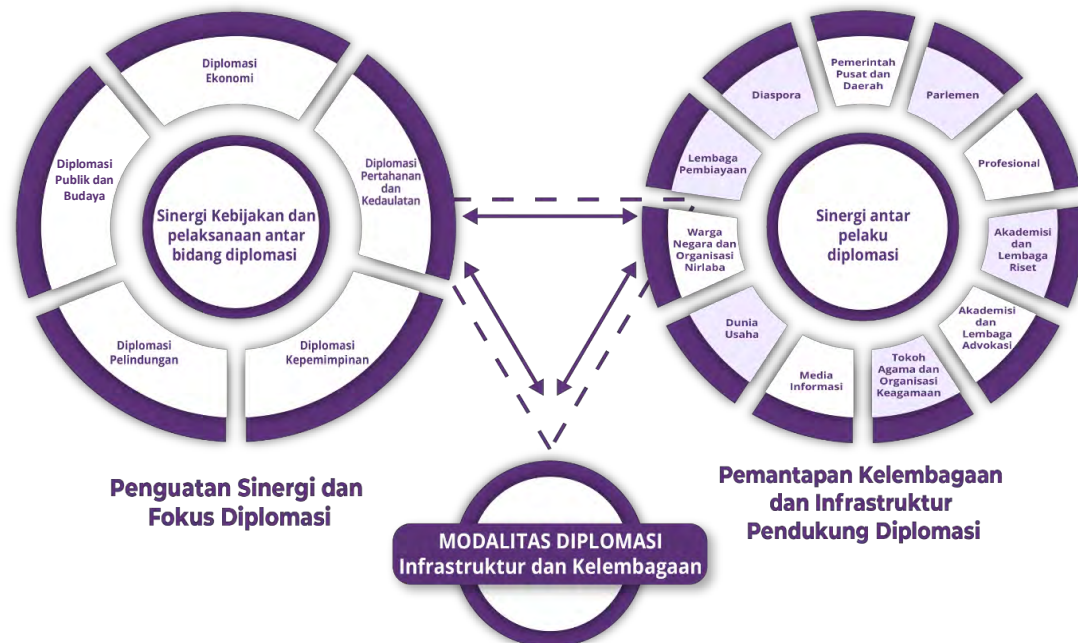 Diplomasi
Ekonomi
Diplomasi
Publik dan
Budaya
Diplomasi
Pertahanan
dan
Kedaulatan
Sinergi Kebijakan dan
pelaksanaan antar
bidang diplomasi
Diplomasi
Pelindungan
Diplomasi
Kepemimpinan
Penguatan Sinergi dan
Fokus Diplomasi
Pemerintah
Pusat dan
Daerah
Diaspora
Parlemen
Lembaga
Pembiayaan
Profesional
Sinergi antar
pelaku
diplomasi
Warga
Negara dan
Organisasi
Nirlaba
Akademisi
dan
Lembaga
Riset
Dunia
Usaha
Akademisi
dan
Lembaga
Advokasi
Media
Informasi
Tokoh
Agama dan
Organisasi
Keagamaan
Pemantapan Kelembagaan
dan Infrastruktur
Pendukung Diplomasi
MODALITAS DIPLOMASI
Infrastruktur dan Kelembagaan